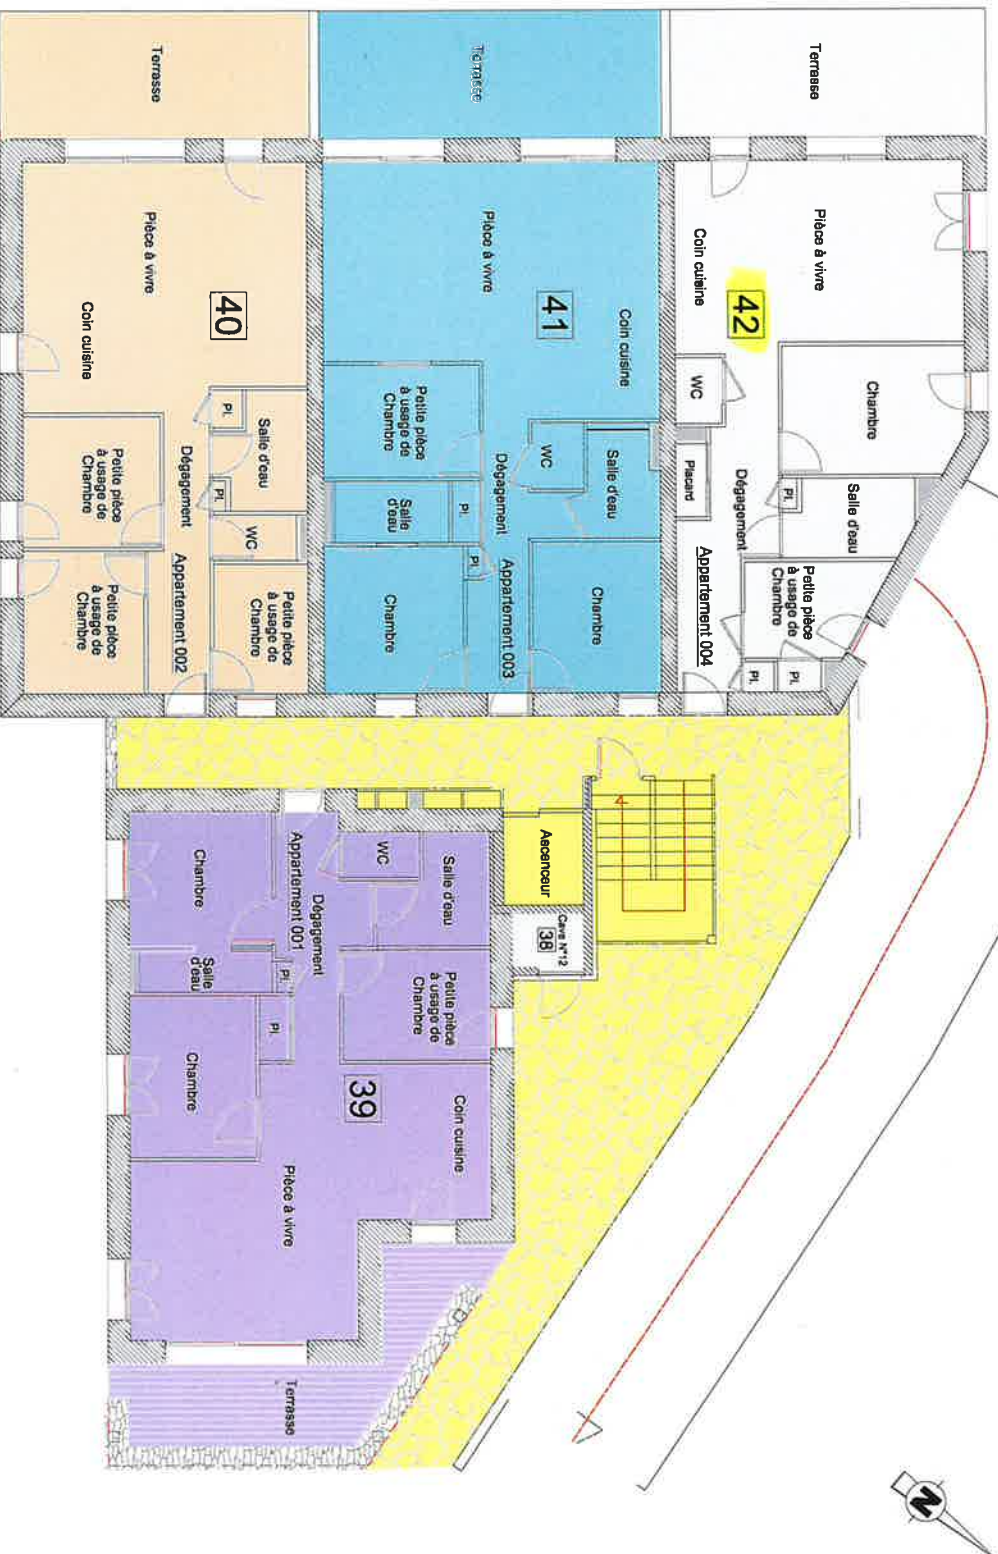 Terrasse
Pièce à vivre
Coin cuisine
42
WC
Chambre
Placard
Dégagement
Pl.
Salle d'eau
Appartement 004
Petite pièce
à usage de
Chambre
Pl.
Pl.
Terrasse
Pièce à vivre
Coin cuisine
41
Petite pièce
à usage de
Chambre
WC
Salle d'eau
Dégagement
Salle
d'eau
Pl.
Pl.
Appartement 003
Chambre
Chambre
Terrasse
Pièce à vivre
Coin cuisine
40
Pl.
Salle d'eau
Dégagement
Pl.
WC
Petite pièce
à usage de
Chambre
Appartement 002
Petite pièce
à usage de
Chambre
Petite pièce
à usage de
Chambre
Ascenceur
Cave N°12
38
Appartement 001
WC
Salle d'eau
Chambre
Dégagement
Salle
d'eau
Pl.
Pl.
Petite pièce
à usage de
Chambre
Chambre
39
Coin cuisine
Pièce à vivre
Terrasse
N